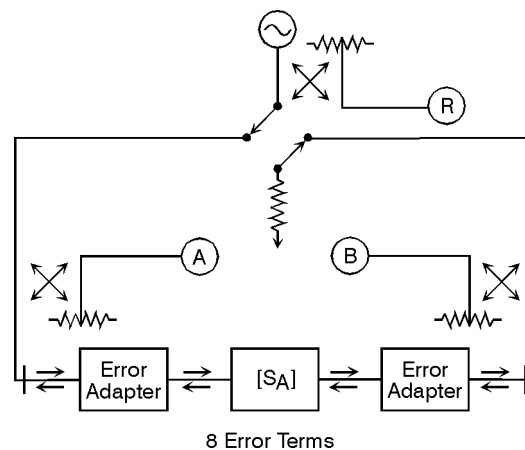 R
A
B
Error
Adapter
[SA]
Error
Adapter
8 Error Terms